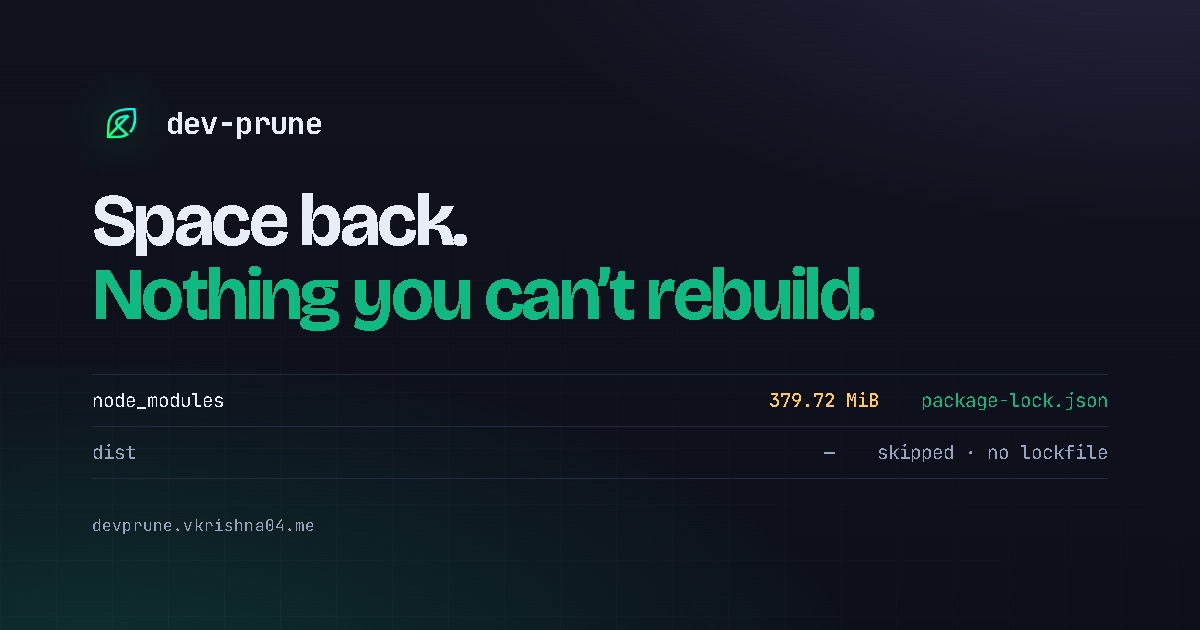 dev-prune
Space back.
Nothing you can't rebuild.
node_modules 379.72 MiB package-lock.json
dist — skipped · no lockfile
devprune.vkrishna04.me